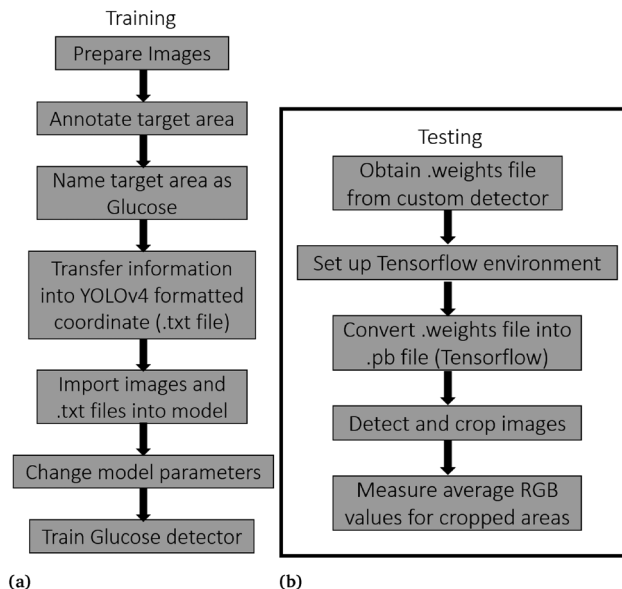 Training
Prepare Images
Annotate target area
Name target area as
Glucose
Transfer information
into YOLOv4 formatted
coordinate (.txt file)
Import images and
.txt files into model
Change model parameters
Train Glucose detector
(a)
Testing
Obtain .weights file
from custom detector
Set up Tensorflow environment
Convert .weights file into
.pb file (Tensorflow)
Detect and crop images
Measure average RGB
values for cropped areas
(b)